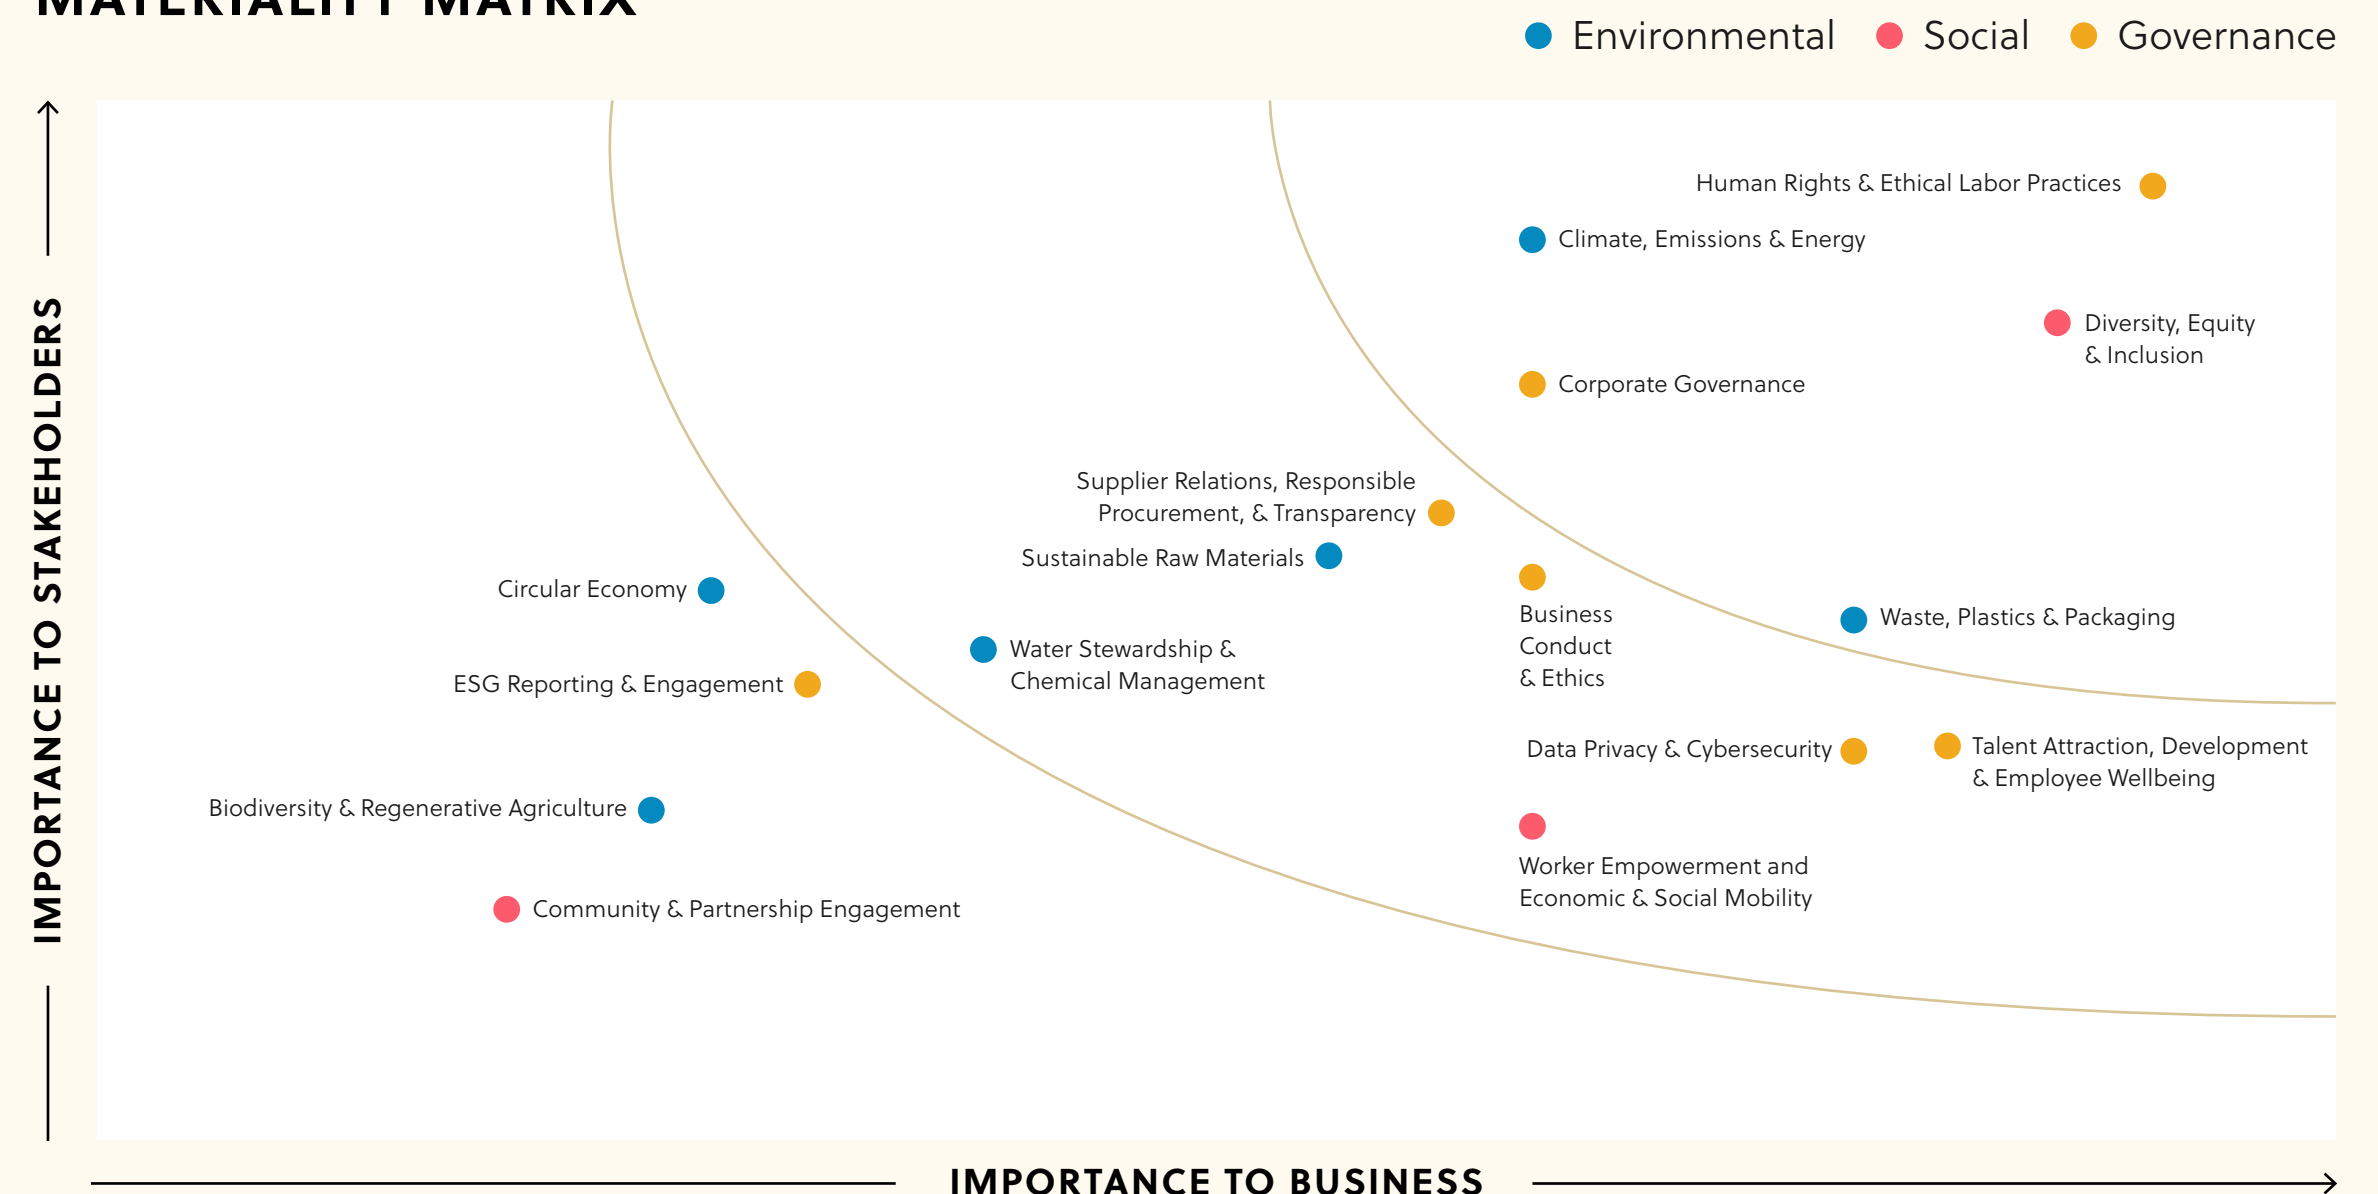 MATERIALITY MATRIX
Environmental
Social
Governance
IMPORTANCE TO STAKEHOLDERS
Human Rights & Ethical Labor Practices
Climate, Emissions & Energy
Diversity, Equity
& Inclusion
Corporate Governance
Supplier Relations, Responsible
Procurement, & Transparency
Sustainable Raw Materials
Circular Economy
Business
Conduct
& Ethics
Waste, Plastics & Packaging
Water Stewardship &
Chemical Management
ESG Reporting & Engagement
Data Privacy & Cybersecurity
Talent Attraction, Development
& Employee Wellbeing
Biodiversity & Regenerative Agriculture
Worker Empowerment and
Economic & Social Mobility
Community & Partnership Engagement
IMPORTANCE TO BUSINESS